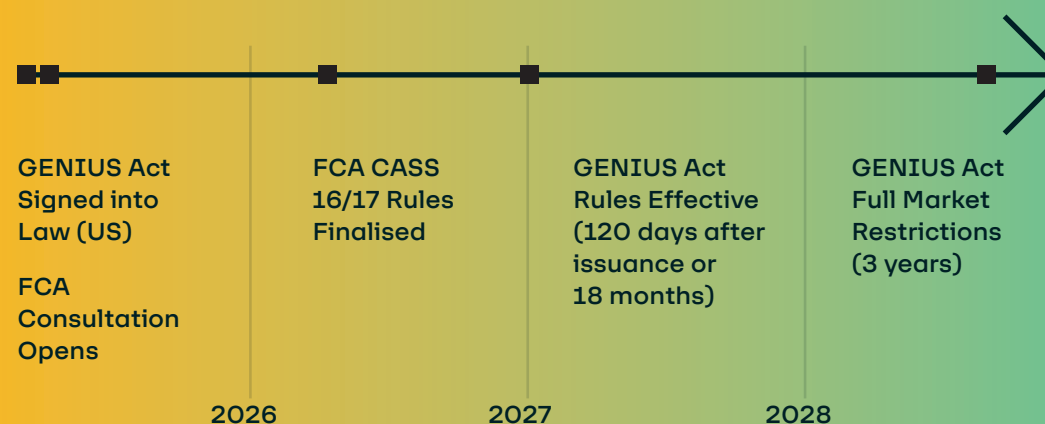 GENIUS Act
Signed into
Law (US)
FCA
Consultation
Opens
FCA CASS
16/17 Rules
Finalised
GENIUS Act
Rules Effective
(120 days after
issuance or
18 months)
GENIUS Act
Full Market
Restrictions
(3 years)
2026
2027
2028